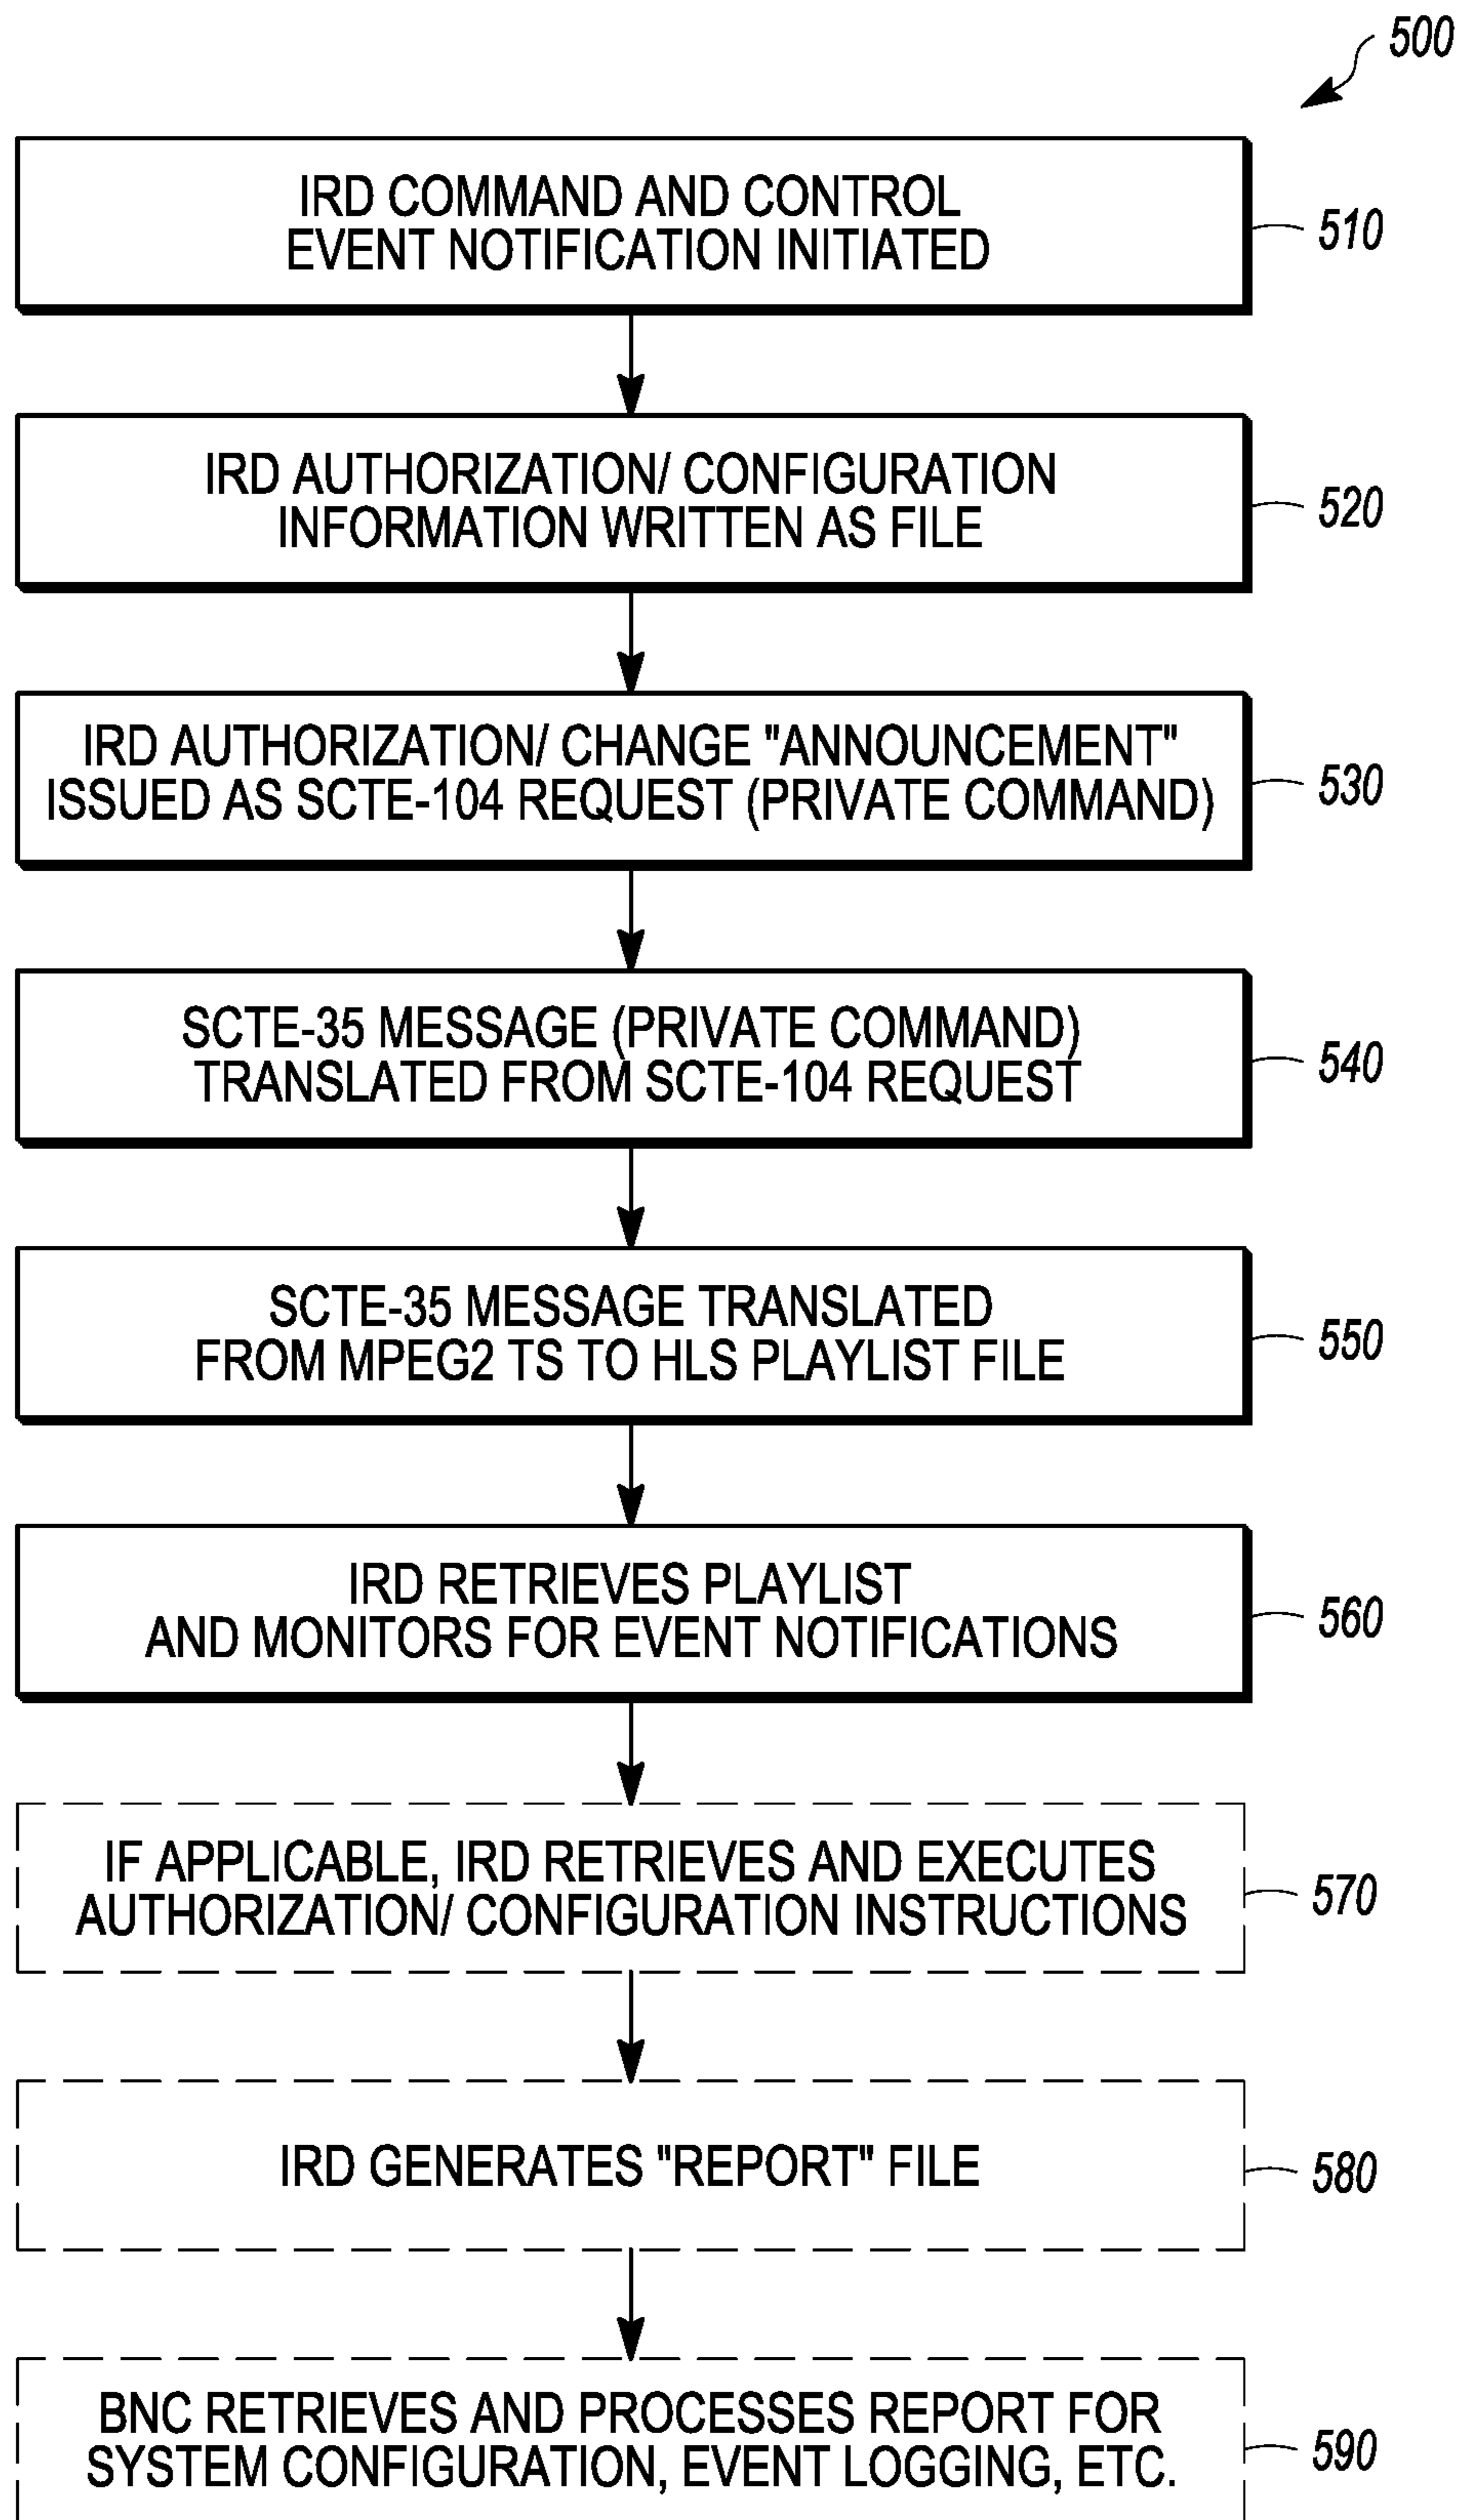 500
IRD COMMAND AND CONTROL
EVENT NOTIFICATION INITIATED
510
IRD AUTHORIZATION/ CONFIGURATION
INFORMATION WRITTEN AS FILE
520
IRD AUTHORIZATION/ CHANGE "ANNOUNCEMENT"
ISSUED AS SCTE-104 REQUEST (PRIVATE COMMAND)
530
SCTE-35 MESSAGE (PRIVATE COMMAND)
TRANSLATED FROM SCTE-104 REQUEST
540
SCTE-35 MESSAGE TRANSLATED
FROM MPEG2 TS TO HLS PLAYLIST FILE
550
IRD RETRIEVES PLAYLIST
AND MONITORS FOR EVENT NOTIFICATIONS
560
IF APPLICABLE, IRD RETRIEVES AND EXECUTES
AUTHORIZATION/ CONFIGURATION INSTRUCTIONS
570
IRD GENERATES "REPORT" FILE
580
BNC RETRIEVES AND PROCESSES REPORT FOR
SYSTEM CONFIGURATION, EVENT LOGGING, ETC.
590